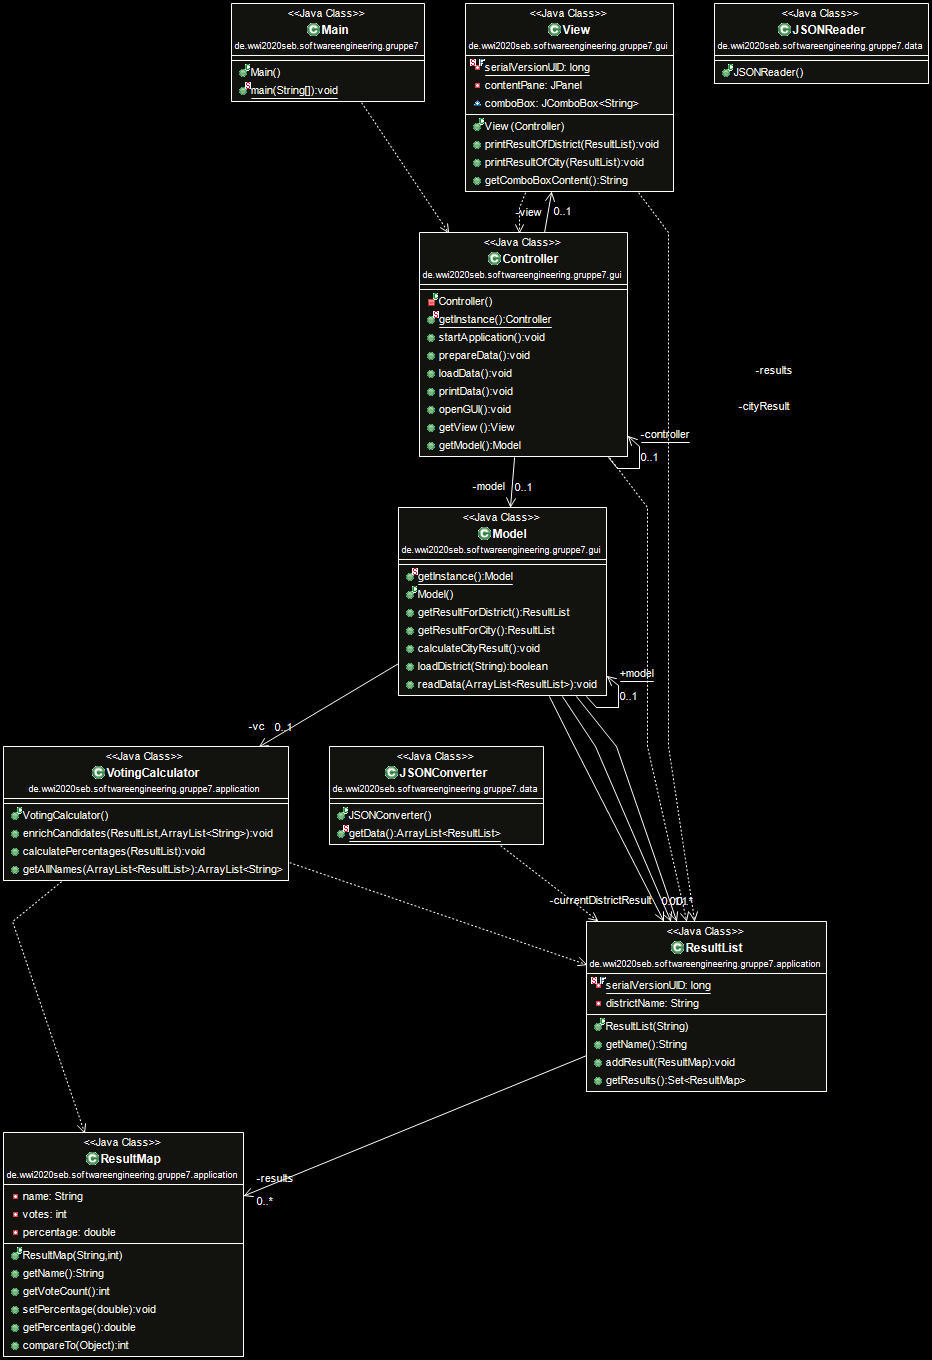 <<Java Class>>
Main
de.wwi2020seb.softwareengineering.gruppe7
Main()
main(String[]):void
<<Java Class>>
View
de.wwi2020seb.softwareengineering.gruppe7.gui
serialVersionUID: long
contentPane: JPanel
comboBox: JComboBox<String>
View(Controller)
printResultOfDistrict(ResultList):void
printResultOfCity(ResultList):void
getComboBoxContent():String
<<Java Class>>
JSONReader
de.wwi2020seb.softwareengineering.gruppe7.data
JSONReader()
-view
0..1
<<Java Class>>
Controller
de.wwi2020seb.softwareengineering.gruppe7.gui
Controller()
getInstance():Controller
startApplication():void
prepareData():void
loadData():void
printData():void
openGUI():void
getView():View
getModel():Model
-results
-cityResult
-controller
0..1
-model
0..1
<<Java Class>>
Model
de.wwi2020seb.softwareengineering.gruppe7.gui
getInstance():Model
Model()
getResultForDistrict():ResultList
getResultForCity():ResultList
calculateCityResult():void
loadDistrict(String):boolean
readData(ArrayList<ResultList>):void
+model
0..1
-vc
0..1
<<Java Class>>
VotingCalculator
de.wwi2020seb.softwareengineering.gruppe7.application
VotingCalculator()
enrichCandidates(ResultList,ArrayList<String>):void
calculatePercentages(ResultList):void
getAllNames(ArrayList<ResultList>):ArrayList<String>
<<Java Class>>
JSONConverter
de.wwi2020seb.softwareengineering.gruppe7.data
JSONConverter()
getData():ArrayList<ResultList>
-currentDistrictResult
<<Java Class>>
ResultList
de.wwi2020seb.softwareengineering.gruppe7.application
serialVersionUID: long
districtName: String
ResultList(String)
getName():String
addResult(ResultMap):void
getResults():Set<ResultMap>
-results
0..*
<<Java Class>>
ResultMap
de.wwi2020seb.softwareengineering.gruppe7.application
name: String
votes: int
percentage: double
ResultMap(String,int)
getName():String
getVoteCount():int
setPercentage(double):void
getPercentage():double
compareTo(Object):int